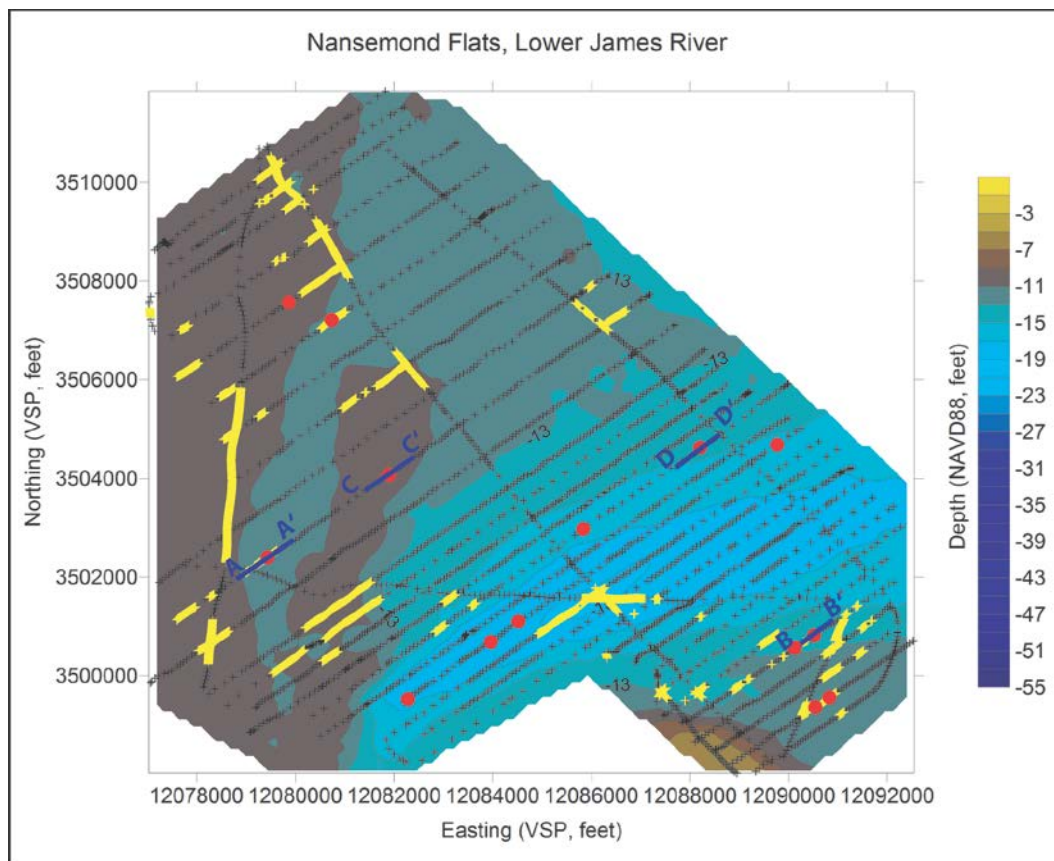 Nansemond Flats, Lower James River
3510000
3508000
3506000
3504000
3502000
3500000
Northing (VSP, feet)
-13
-13
-13
-13
-13
A
A'
B
B'
C
C'
D
D'
12078000 12080000 12082000 12084000 12086000 12088000 12090000 12092000
Easting (VSP, feet)
-3
-7
-11
-15
-19
-23
-27
-31
-35
-39
-43
-47
-51
-55
Depth (NAVD88, feet)